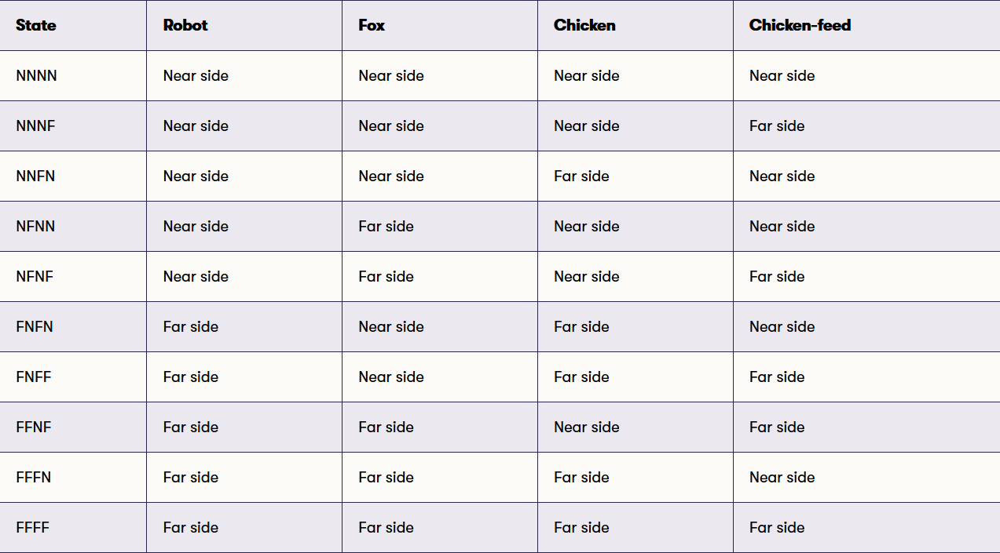 State Robot Fox Chicken Chicken-feed
NNNN Near side Near side Near side Near side
NNNF Near side Near side Near side Far side
NNFN Near side Near side Far side Near side
NFNN Near side Far side Near side Near side
NFNF Near side Far side Near side Far side
FNFN Far side Near side Far side Near side
FNFF Far side Near side Far side Far side
FFNF Far side Far side Near side Far side
FFFN Far side Far side Far side Near side
FFFF Far side Far side Far side Far side